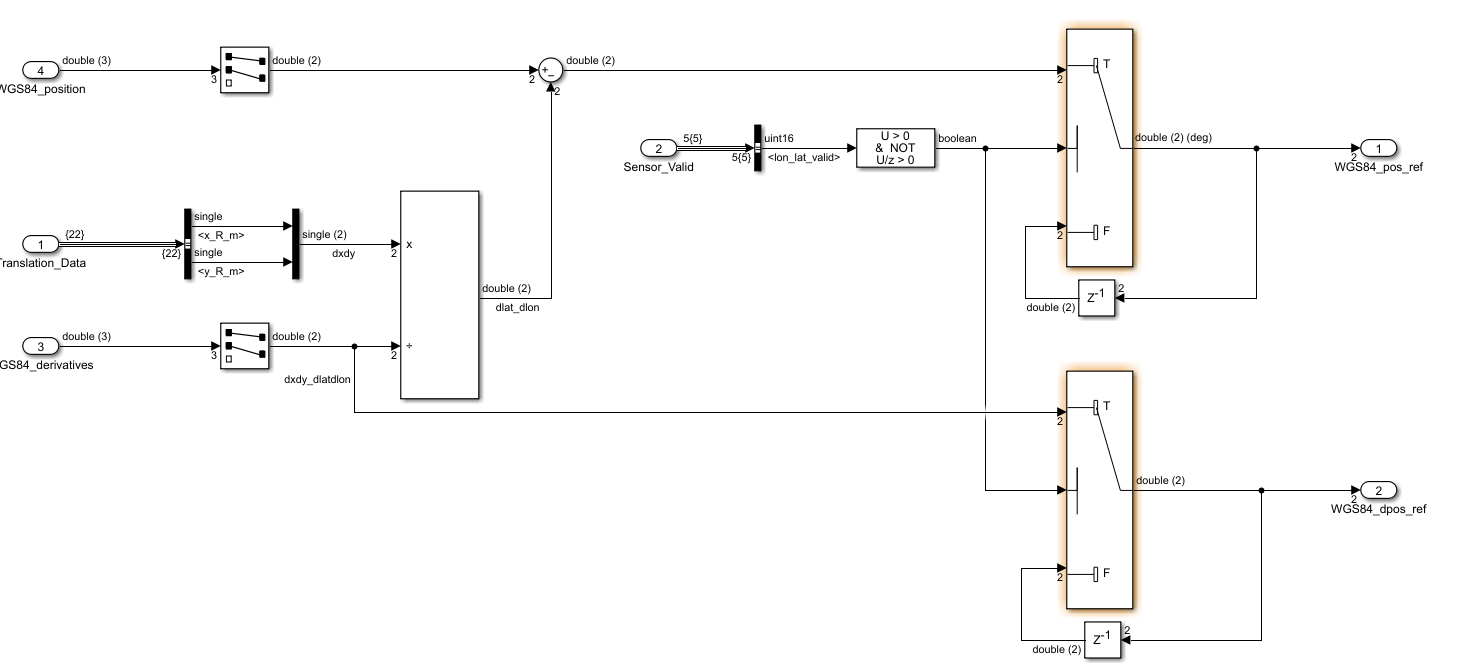 double (3)
4
WGS84_position
3
double (2)
2
+
−
2
double (2)
2
T
F
2
double (2) (deg)
2
1
WGS84_pos_ref
Z-1
2
double (2)
2
Sensor_Valid
5{5}
5{5}
uint16
<lon_lat_valid>
U > 0
& NOT
U/z > 0
boolean
1
Translation_Data
{22}
{22}
single
<x_R_m>
single
<y_R_m>
single (2)
dxdy
2
x
÷
2
double (2)
dlat_dlon
3
GS84_derivatives
double (3)
3
double (2)
dxdy_dlatdlon
2
T
F
2
double (2)
2
2
WGS84_dpos_ref
Z-1
2
double (2)